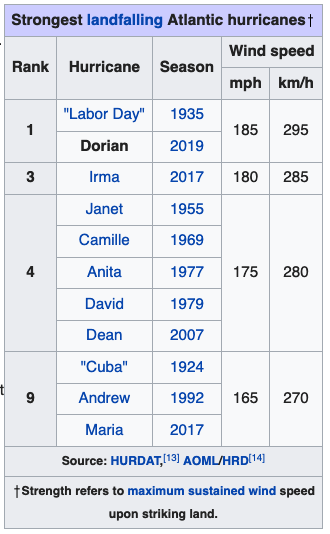 Strongest landfalling Atlantic hurricanes†
Rank Hurricane Season Wind speed
mph km/h
1 "Labor Day" 1935 185 295
Dorian 2019
3 Irma 2017 180 285
4 Janet 1955 175 280
Camille 1969
Anita 1977
David 1979
Dean 2007
9 "Cuba" 1924 165 270
Andrew 1992
Maria 2017
Source: HURDAT,[13] AOML/HRD[14]
†Strength refers to maximum sustained wind speed
upon striking land.